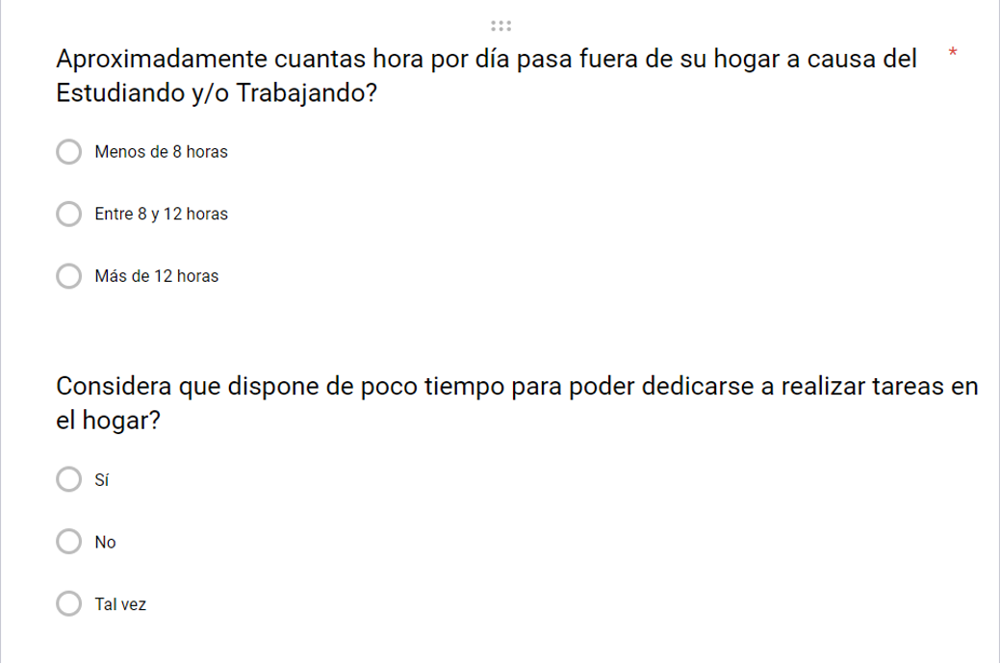 Aproximadamente cuantas hora por día pasa fuera de su hogar a causa del *
Estudiando y/o Trabajando?
Menos de 8 horas
Entre 8 y 12 horas
Más de 12 horas
Considera que dispone de poco tiempo para poder dedicarse a realizar tareas en
el hogar?
Sí
No
Tal vez